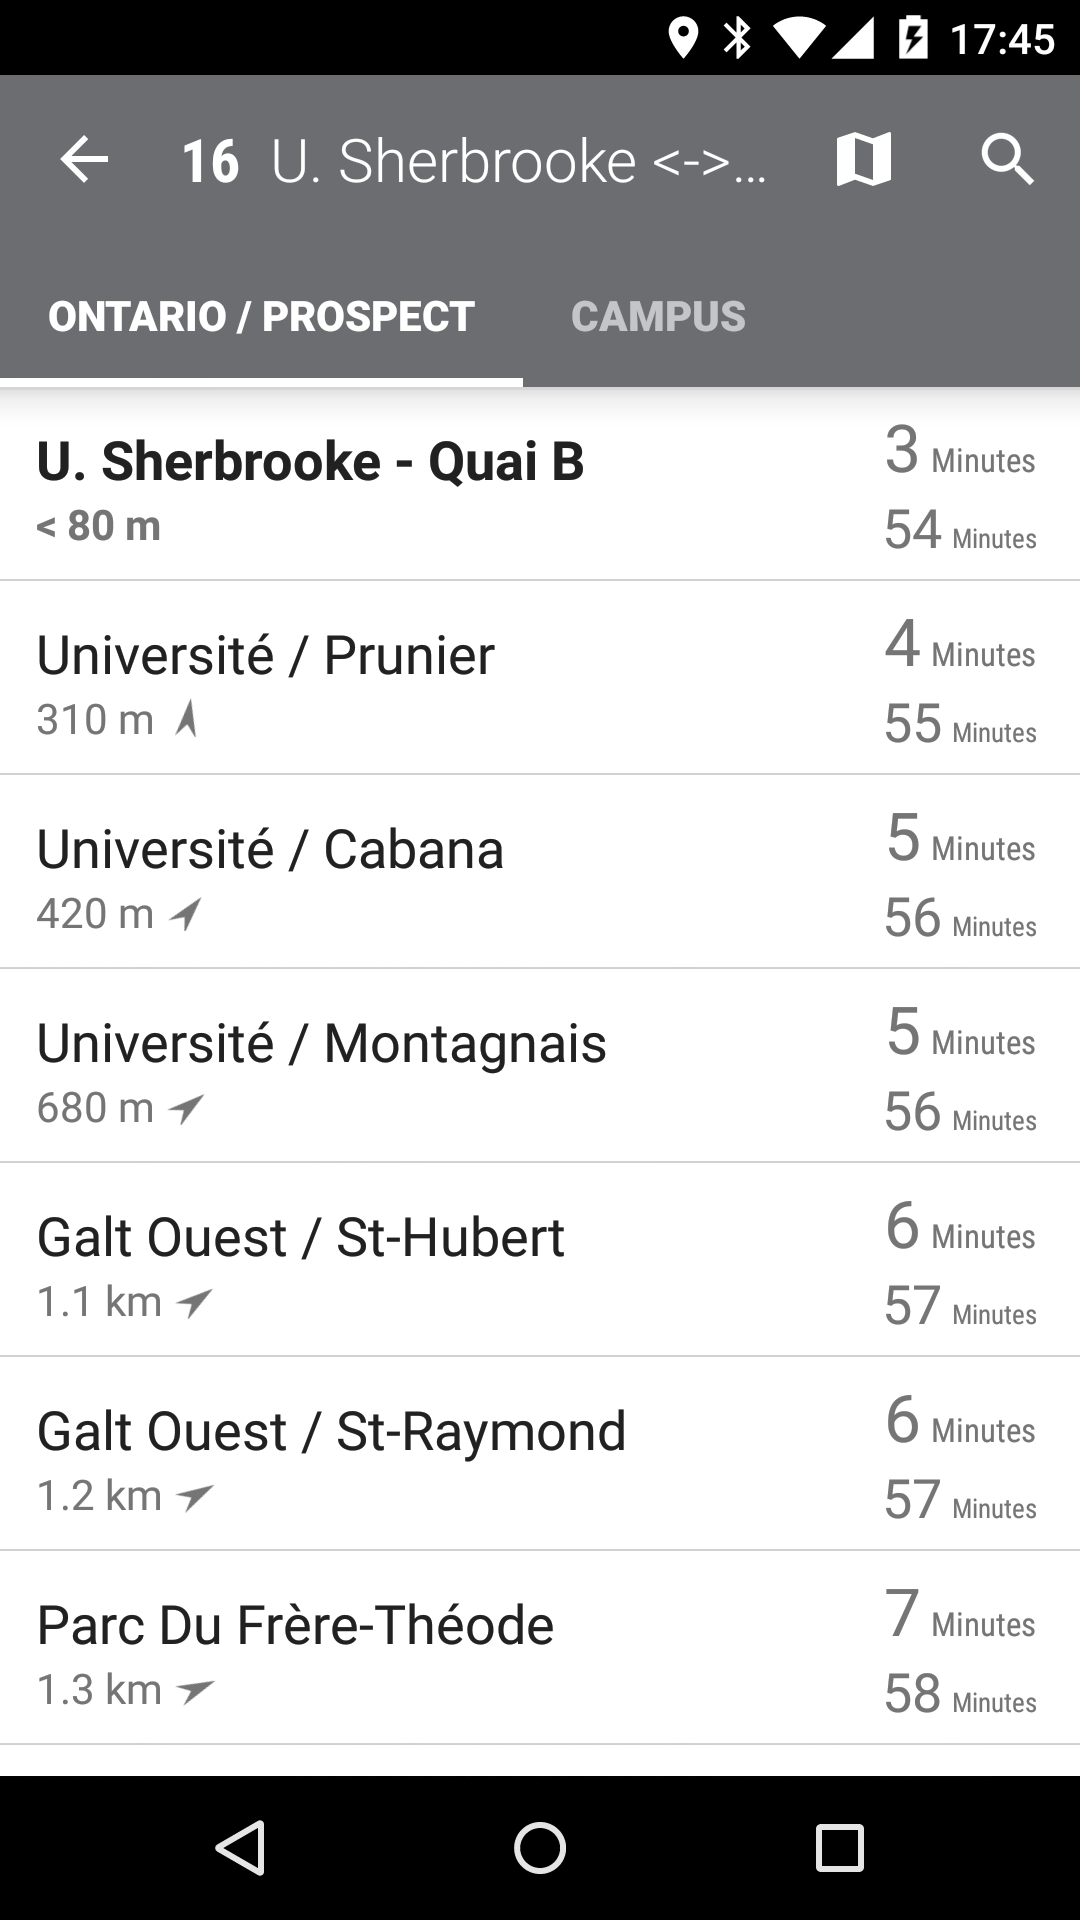 17:45
16 U. Sherbrooke <->...
ONTARIO / PROSPECT CAMPUS
U. Sherbrooke - Quai B 3 Minutes
< 80 m 54 Minutes
Université / Prunier 4 Minutes
310 m 55 Minutes
Université / Cabana 5 Minutes
420 m 56 Minutes
Université / Montagnais 5 Minutes
680 m 56 Minutes
Galt Ouest / St-Hubert 6 Minutes
1.1 km 57 Minutes
Galt Ouest / St-Raymond 6 Minutes
1.2 km 57 Minutes
Parc Du Frère-Théode 7 Minutes
1.3 km 58 Minutes